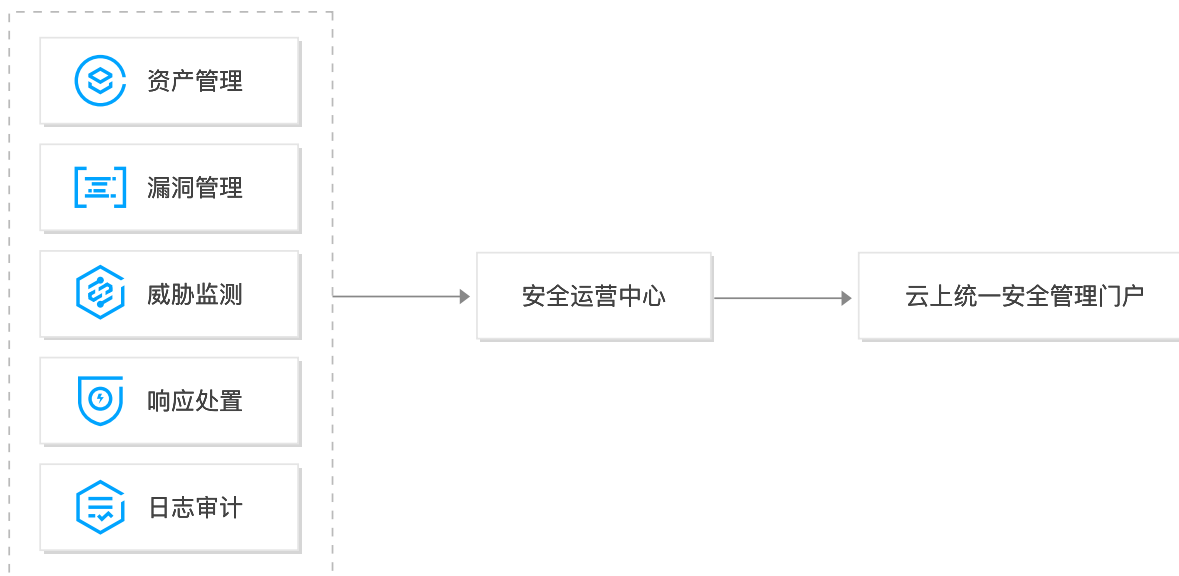 资产管理
漏洞管理
威胁监测
响应处置
日志审计
安全运营中心
云上统一安全管理门户